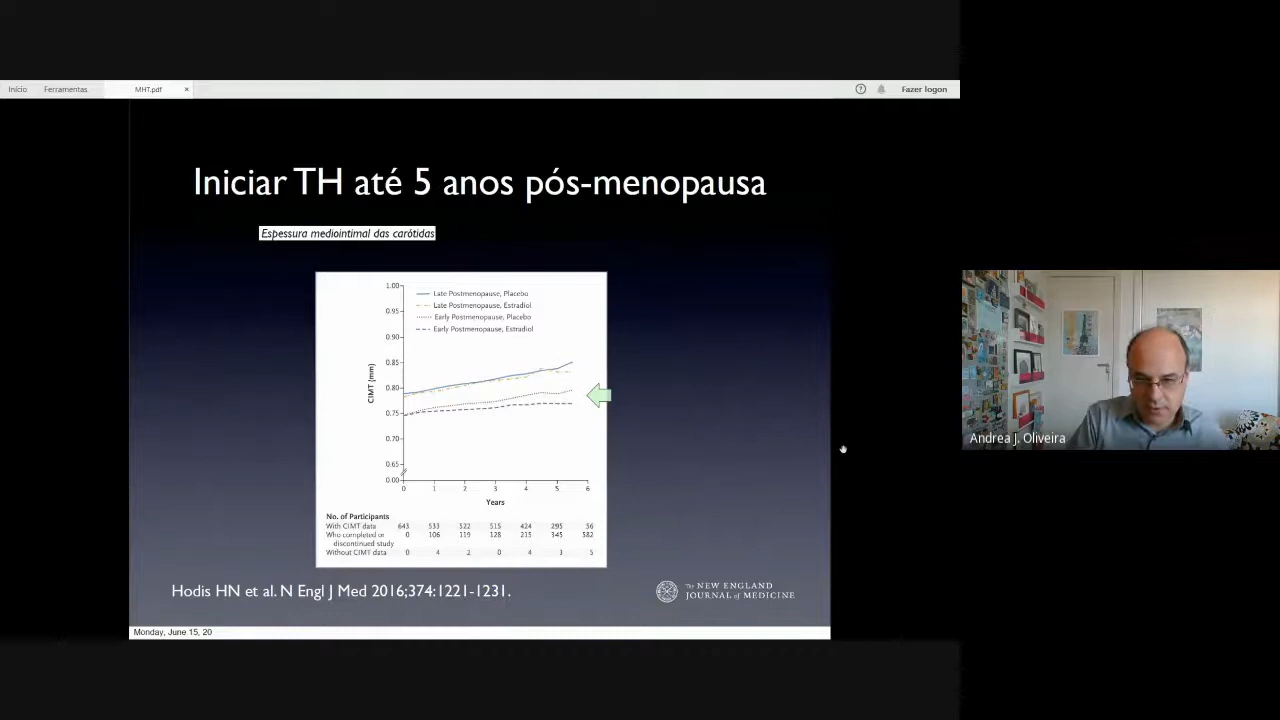 Início Ferramentas MHT.pdf × ? Fazer logon
Iniciar TH até 5 anos pós-menopausa
Espessura mediointimal das carótidas
Late Postmenopause, Placebo
Late Postmenopause, Estradiol
Early Postmenopause, Placebo
Early Postmenopause, Estradiol
CIMT (mm)
1.00
0.95
0.90
0.85
0.80
0.75
0.70
0.65
0.00
0 1 2 3 4 5 6
Years
No. of Participants
With CIMT data 643 533 522 515 424 295 56
Who completed or 0 106 119 128 215 345 582
discontinued study
Without CIMT data 0 4 2 0 4 3 5
Hodis HN et al. N Engl J Med 2016;374:1221-1231.
The NEW ENGLAND
JOURNAL of MEDICINE
Monday, June 15, 20
Andrea J. Oliveira